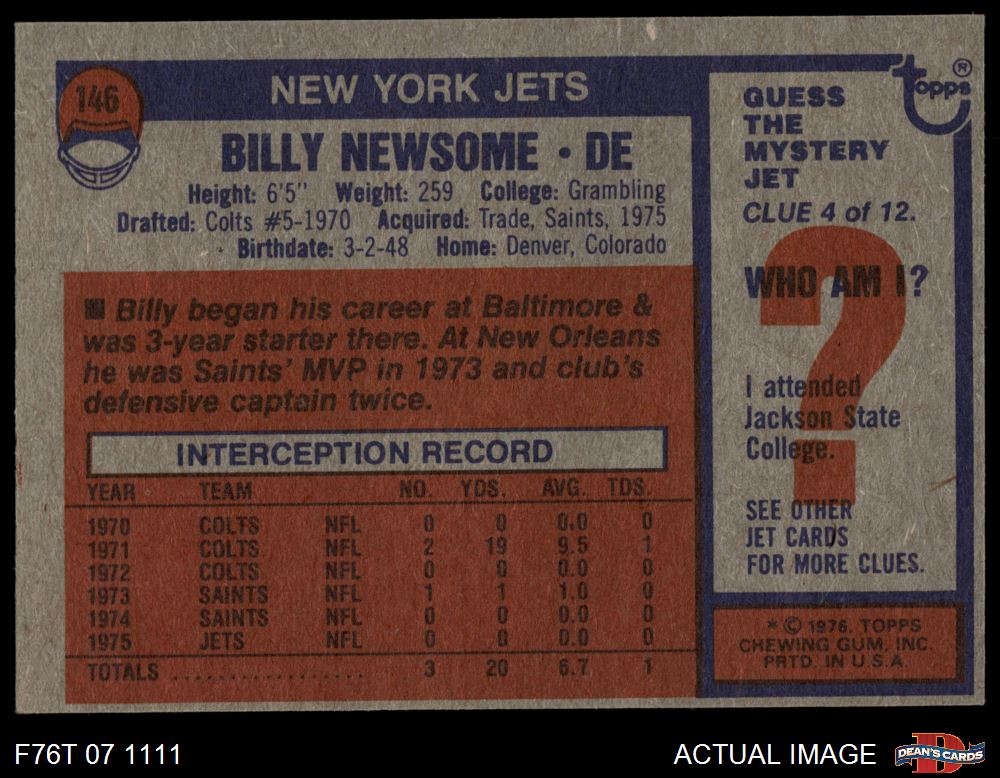 146
NEW YORK JETS
BILLY NEWSOME • DE
Height: 6'5" Weight: 259 College: Grambling
Drafted: Colts #5-1970 Acquired: Trade, Saints, 1975
Birthdate: 3-2-48 Home: Denver, Colorado
■ Billy began his career at Baltimore &
was 3-year starter there. At New Orleans
he was Saints' MVP in 1973 and club's
defensive captain twice.
INTERCEPTION RECORD
YEAR TEAM NO. YDS. AVG. TDS.
1970 COLTS NFL 0 0 0.0 0
1971 COLTS NFL 2 19 9.5 1
1972 COLTS NFL 0 0 0.0 0
1973 SAINTS NFL 1 1 1.0 0
1974 SAINTS NFL 0 0 0.0 0
1975 JETS NFL 0 0 0.0 0
TOTALS .................. 3 20 6.7 1
topps ®
GUESS
THE
MYSTERY
JET
CLUE 4 of 12.
WHO AM I?
?
I attended
Jackson State
College.
SEE OTHER
JET CARDS
FOR MORE CLUES.
* © 1976, TOPPS
CHEWING GUM, INC.
PRTD. IN U.S.A.
F76T 07 1111
ACTUAL IMAGE
D
DEAN'S CARDS